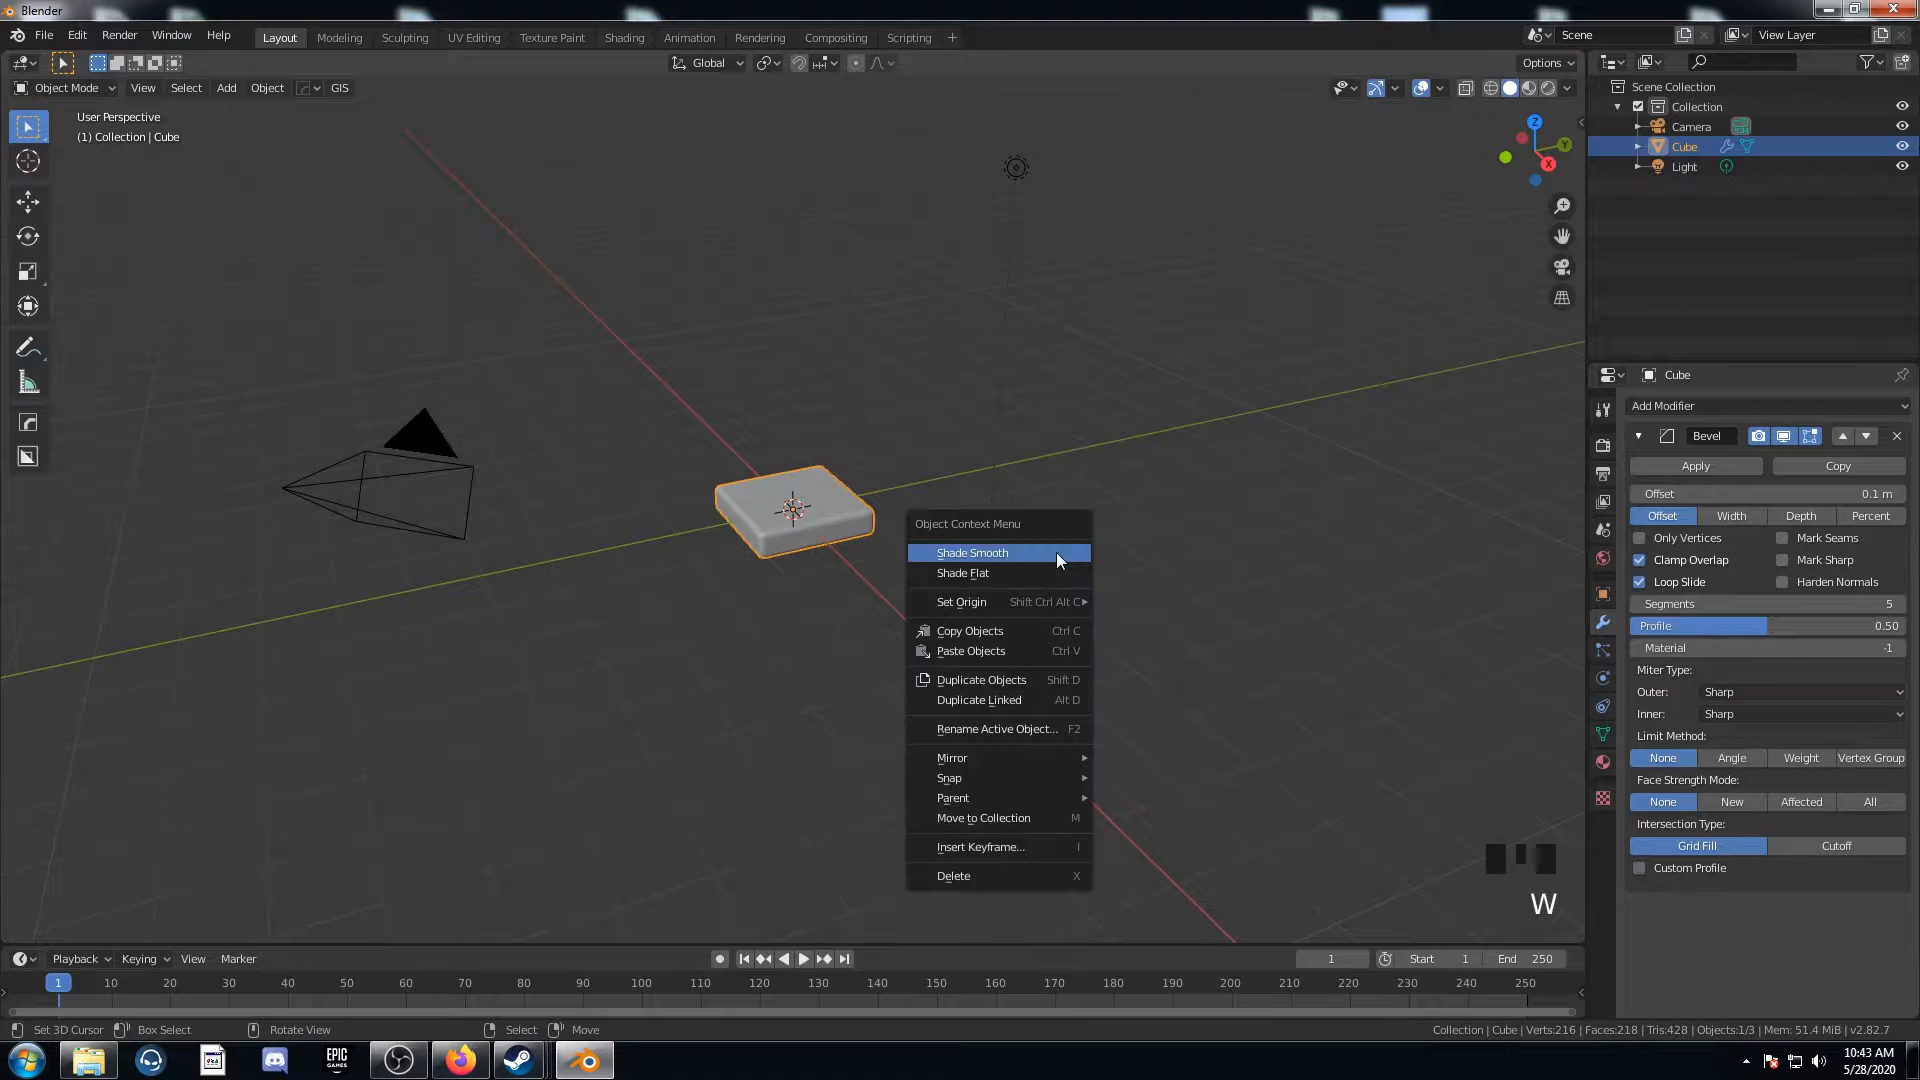 Blender
File Edit Render Window Help
Layout Modeling Sculpting UV Editing Texture Paint Shading Animation Rendering Compositing Scripting +
Scene
View Layer
Global
Options
Object Mode View Select Add Object GIS
User Perspective
(1) Collection | Cube
Z
Y
X
Scene Collection
Collection
Camera
Cube
Light
Cube
Add Modifier
Bevel
Apply Copy
Offset 0.1 m
Offset Width Depth Percent
Only Vertices Mark Seams
Clamp Overlap Mark Sharp
Loop Slide Harden Normals
Segments 5
Profile 0.50
Material -1
Miter Type:
Outer: Sharp
Inner: Sharp
Limit Method:
None Angle Weight Vertex Group
Face Strength Mode:
None New Affected All
Intersection Type:
Grid Fill Cutoff
Custom Profile
Object Context Menu
Shade Smooth
Shade Flat
Set Origin Shift Ctrl Alt C
Copy Objects Ctrl C
Paste Objects Ctrl V
Duplicate Objects Shift D
Duplicate Linked Alt D
Rename Active Object... F2
Mirror
Snap
Parent
Move to Collection M
Insert Keyframe... I
Delete X
W
Playback Keying View Marker
1 Start 1 End 250
1 10 20 30 40 50 60 70 80 90 100 110 120 130 140 150 160 170 180 190 200 210 220 230 240 250
Set 3D Cursor Box Select Rotate View Select Move
Collection | Cube | Verts:216 | Faces:218 | Tris:428 | Objects:1/3 | Mem: 51.4 MiB | v2.82.7
EPIC
GAMES
10:43 AM
5/28/2020